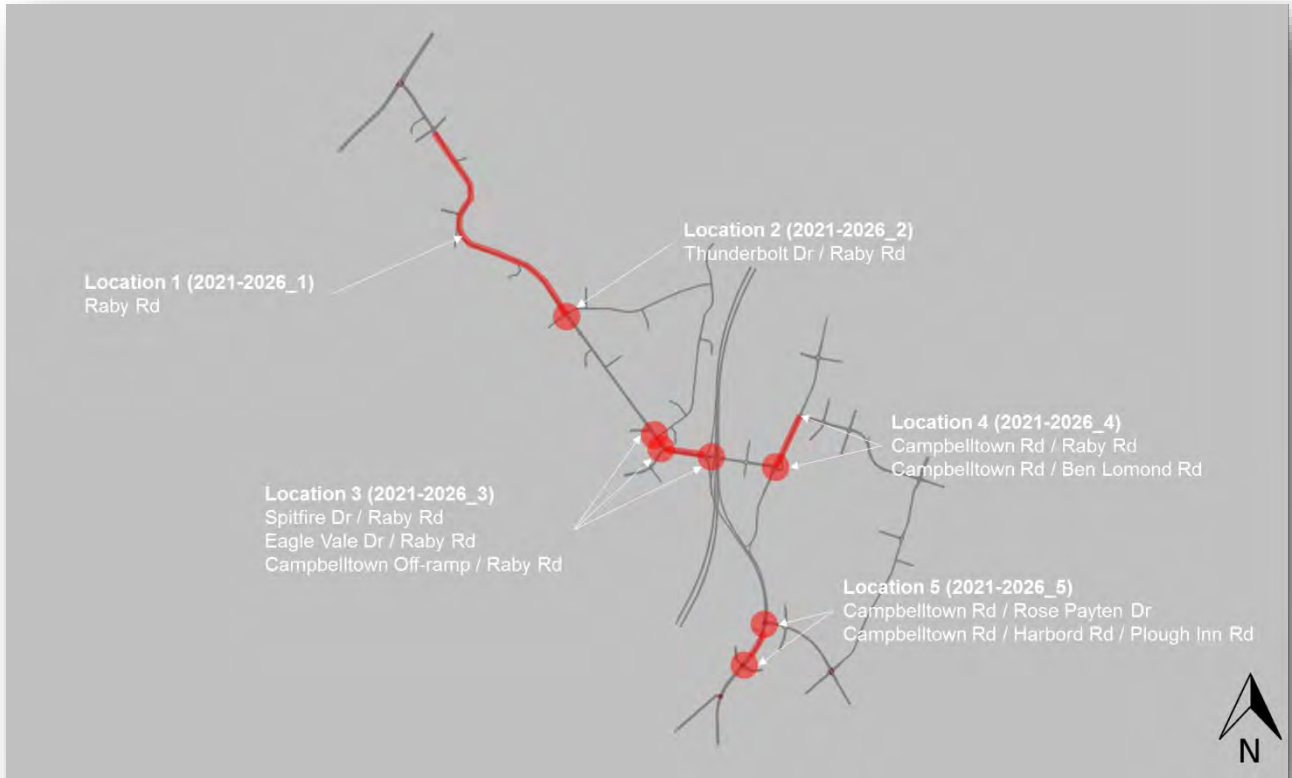 Location 1 (2021-2026_1)
Raby Rd
Location 2 (2021-2026_2)
Thunderbolt Dr / Raby Rd
Location 3 (2021-2026_3)
Spitfire Dr / Raby Rd
Eagle Vale Dr / Raby Rd
Campbelltown Off-ramp / Raby Rd
Location 4 (2021-2026_4)
Campbelltown Rd / Raby Rd
Campbelltown Rd / Ben Lomond Rd
Location 5 (2021-2026_5)
Campbelltown Rd / Rose Payten Dr
Campbelltown Rd / Harbord Rd / Plough Inn Rd
N